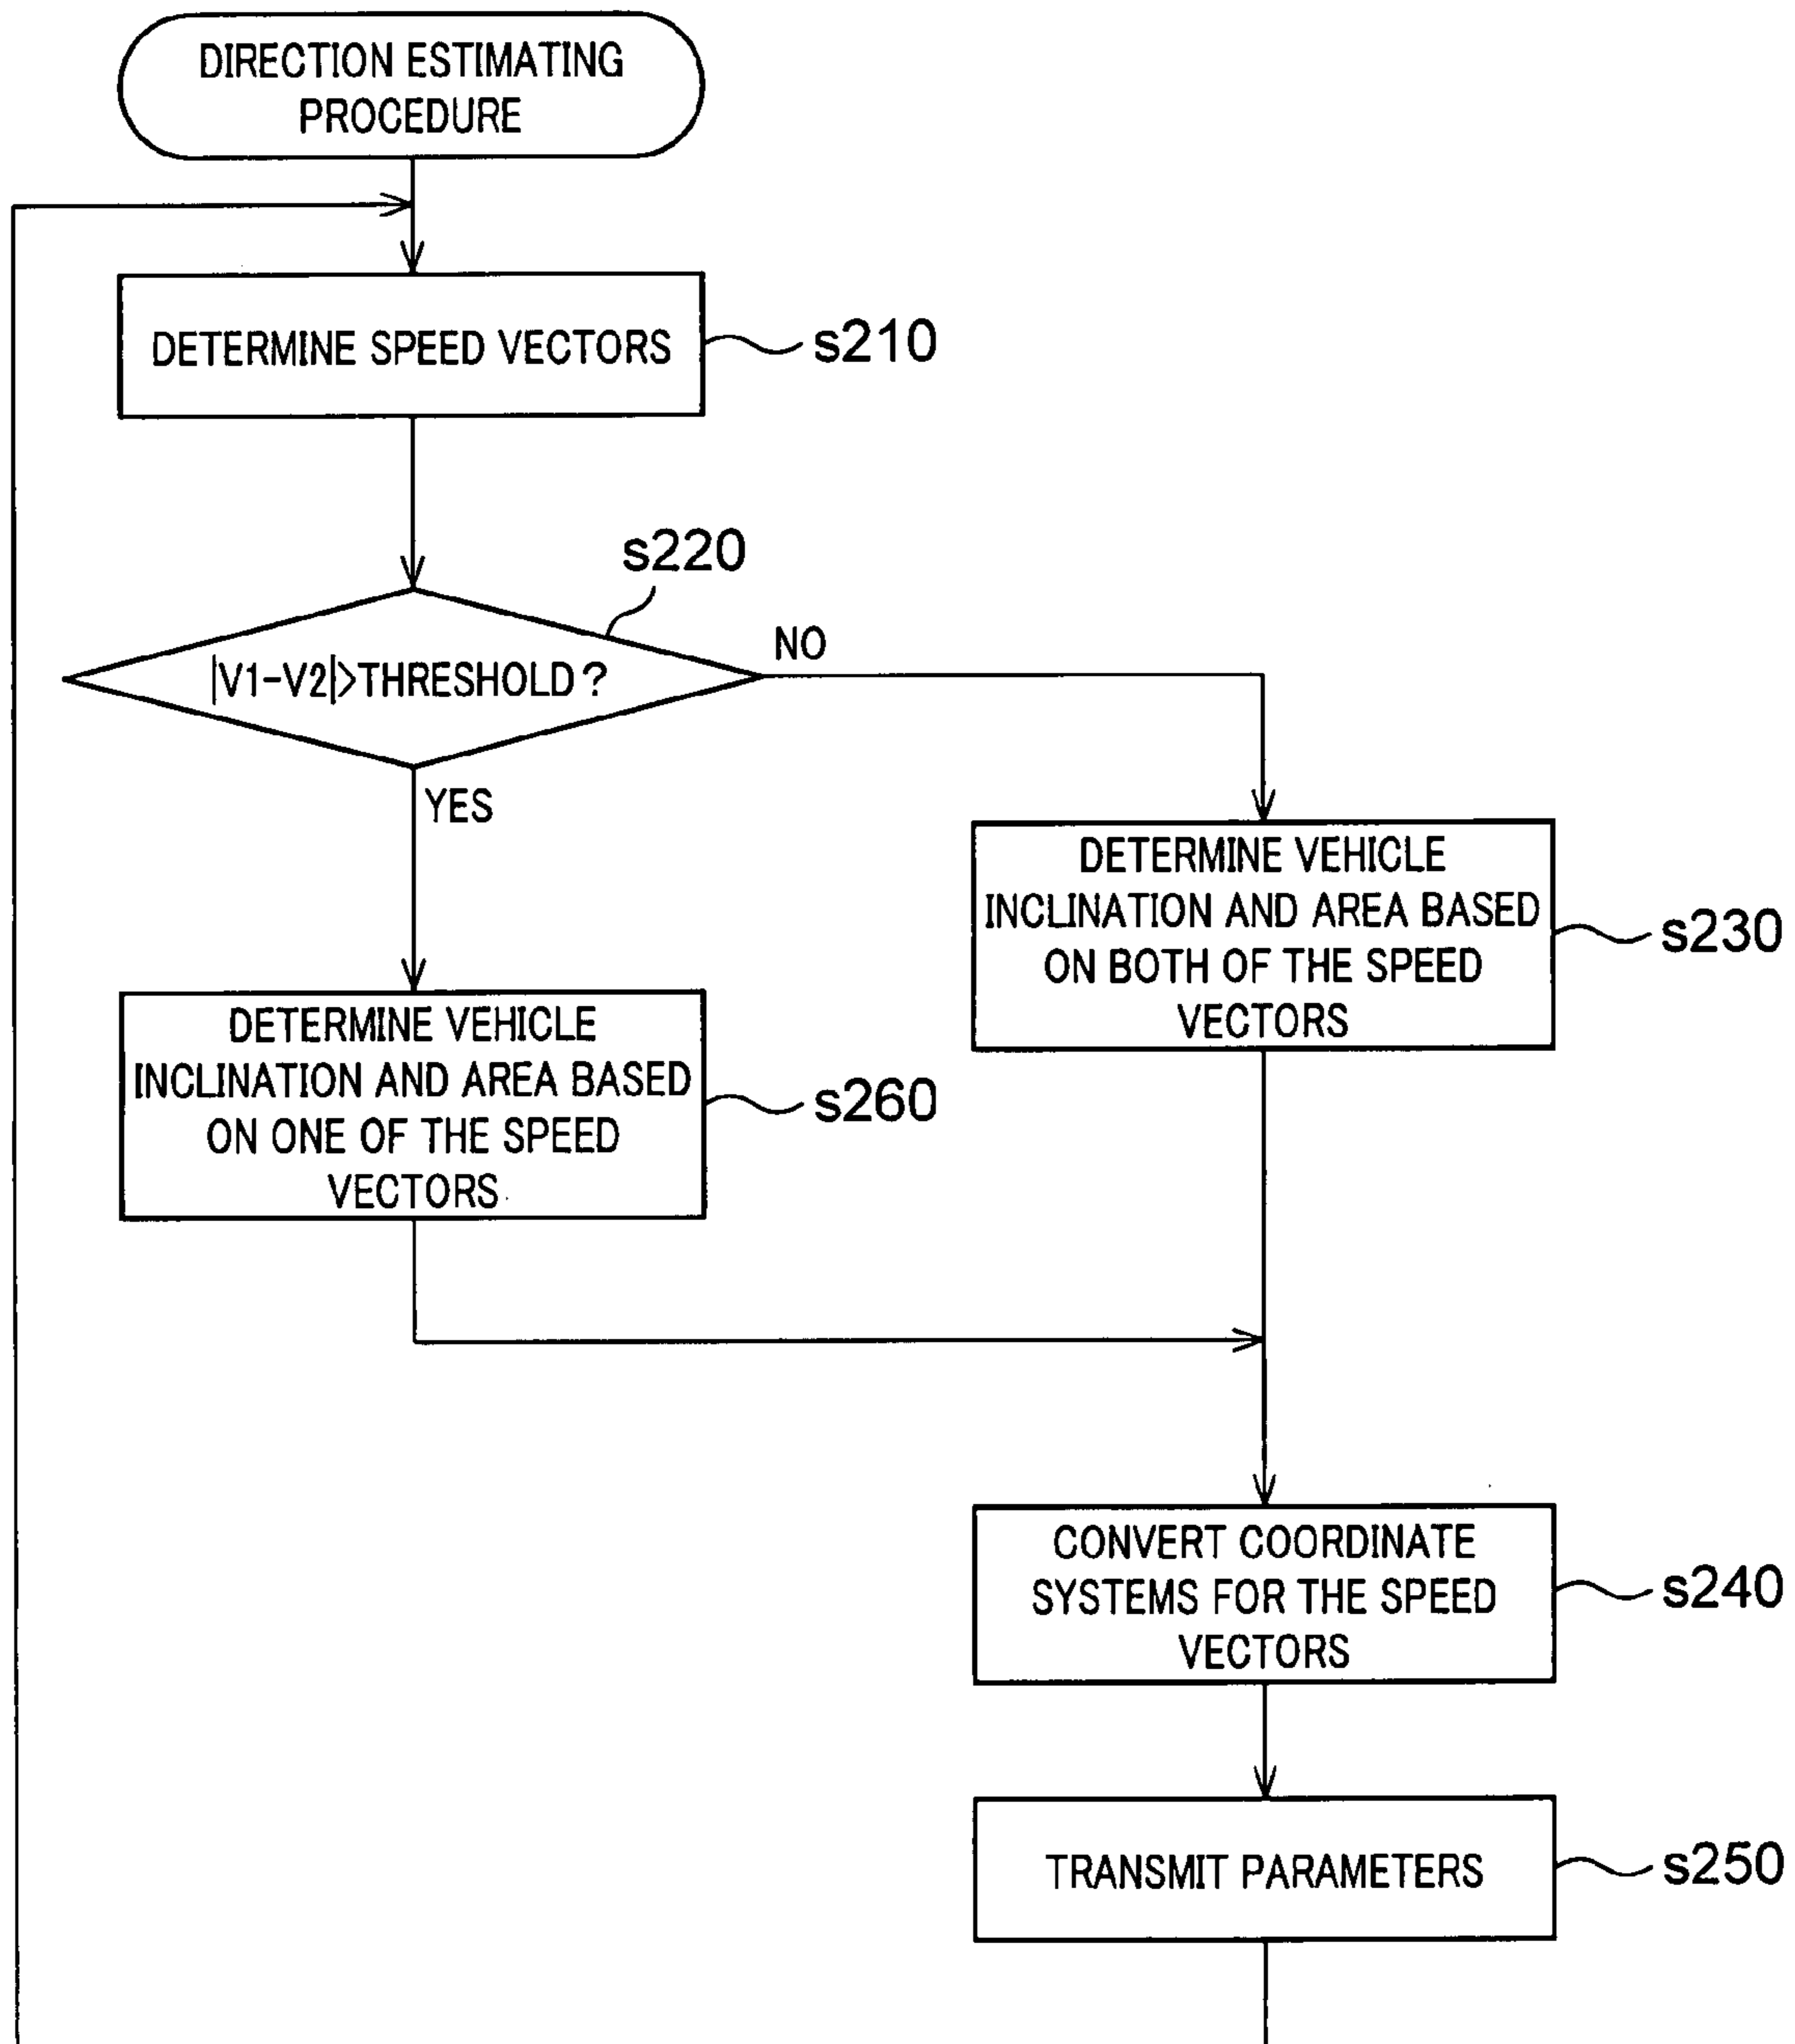 DIRECTION ESTIMATING
PROCEDURE
DETERMINE SPEED VECTORS
s210
s220
|V1-V2|>THRESHOLD?
NO
YES
DETERMINE VEHICLE
INCLINATION AND AREA BASED
ON BOTH OF THE SPEED
VECTORS
s230
DETERMINE VEHICLE
INCLINATION AND AREA BASED
ON ONE OF THE SPEED
VECTORS
s260
CONVERT COORDINATE
SYSTEMS FOR THE SPEED
VECTORS
s240
TRANSMIT PARAMETERS
s250